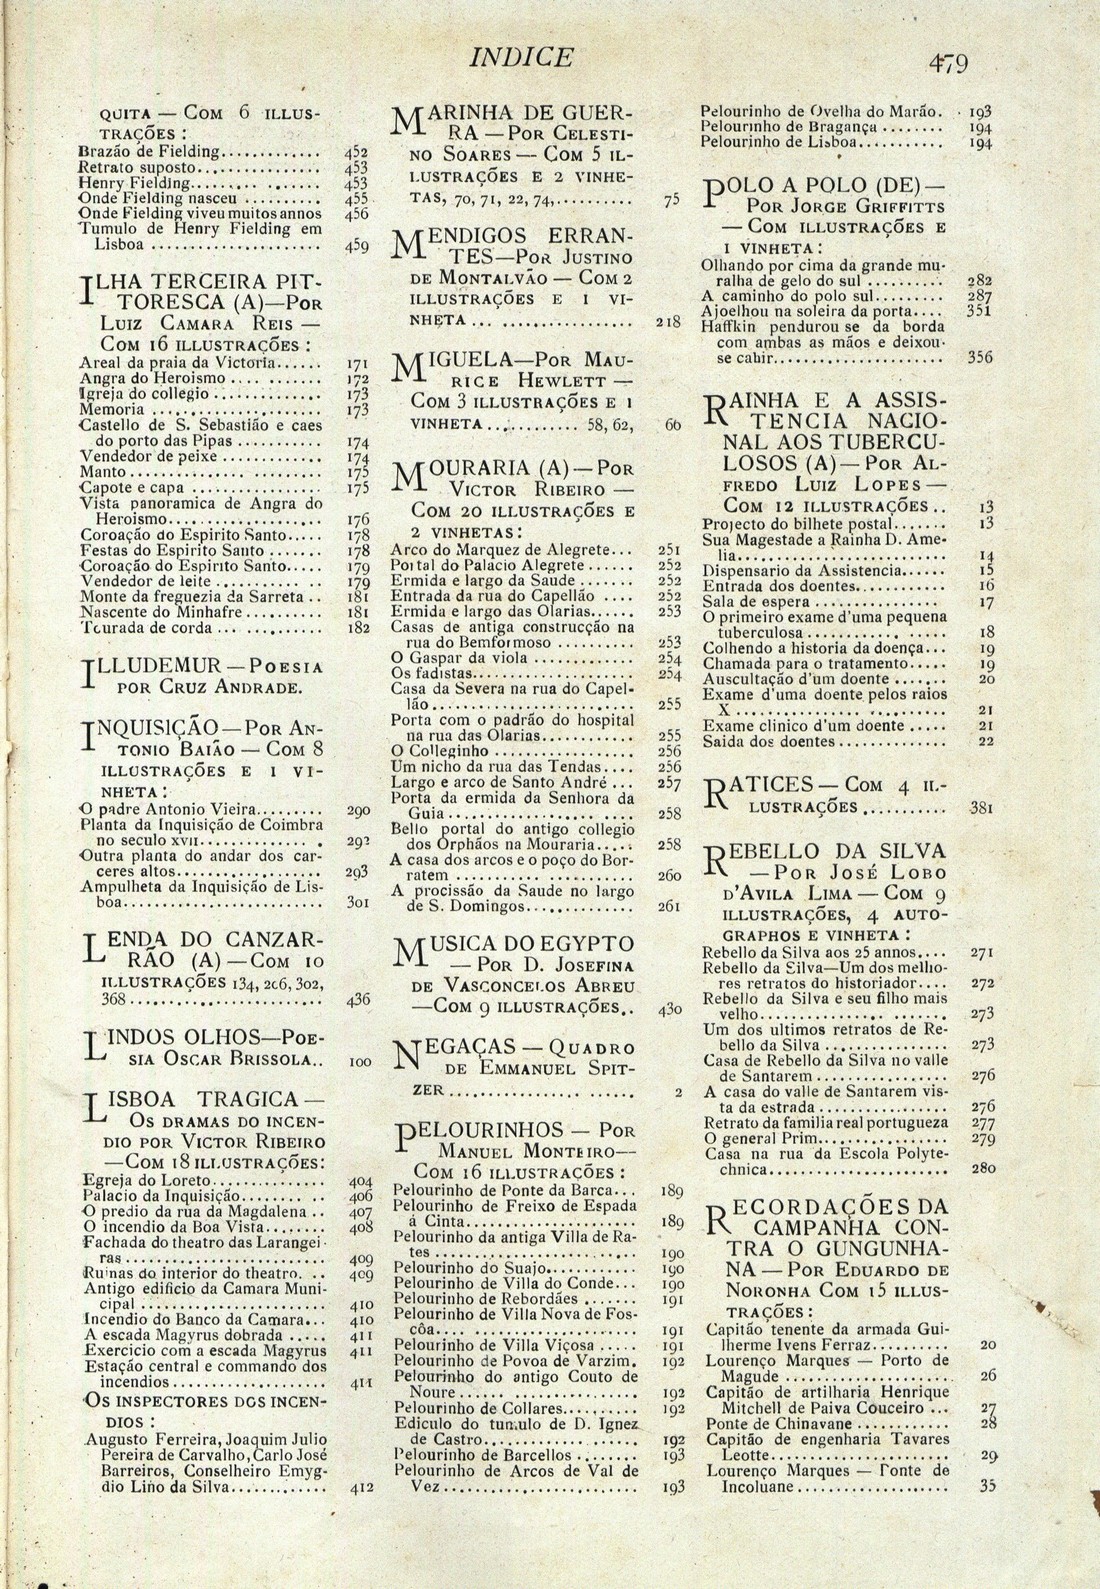 INDICE
479
QUITA — COM 6 ILLUS-
TRAÇÕES :
Brazão de Fielding............. 452
Retrato suposto............... 453
Henry Fielding................ 453
Onde Fielding nasceu .......... 455
Onde Fielding viveu muitos annos 456
Tumulo de Henry Fielding em
Lisboa ...................... 459
ILHA TERCEIRA PIT-
TORESCA (A)—POR
LUIZ CAMARA REIS —
COM 16 ILLUSTRAÇÕES :
Areal da praia da Victoria...... 171
Angra do Heroismo ............ 172
Igreja do collegio .............. 173
Memoria ...................... 173
Castello de S. Sebastião e caes
do porto das Pipas ........... 174
Vendedor de peixe ............. 174
Manto ........................ 175
Capote e capa ................. 175
Vista panoramica de Angra do
Heroismo.................... 176
Coroação do Espirito Santo..... 178
Festas do Espirito Santo ....... 178
Coroação do Espirito Santo..... 179
Vendedor de leite .............. 179
Monte da freguezia da Sarreta .. 181
Nascente do Minhafre .......... 181
Tourada de corda .............. 182
ILLUDEMUR — POESIA
POR CRUZ ANDRADE.
INQUISIÇÃO — POR AN-
TONIO BAIÃO — COM 8
ILLUSTRAÇÕES E 1 VI-
NHETA :
O padre Antonio Vieira......... 290
Planta da Inquisição de Coimbra
no seculo XVII............... 292
Outra planta do andar dos car-
ceres altos................... 293
Ampulheta da Inquisição de Lis-
boa.......................... 301
LENDA DO CANZAR-
RÃO (A) — COM 10
ILLUSTRAÇÕES 134, 206, 302,
368......................... 436
LINDOS OLHOS—POE-
SIA OSCAR BRISSOLA.. 100
LISBOA TRAGICA —
OS DRAMAS DO INCEN-
DIO POR VICTOR RIBEIRO
—COM 18 ILLUSTRAÇÕES:
Egreja do Loreto............... 404
Palacio da Inquisição........... 406
O predio da rua da Magdalena .. 407
O incendio da Boa Vista........ 408
Fachada do theatro das Larangei-
ras .......................... 409
Ruinas do interior do theatro. .. 409
Antigo edificio da Camara Muni-
cipal ........................ 410
Incendio do Banco da Camara... 410
A escada Magyrus dobrada ..... 411
Exercicio com a escada Magyrus 411
Estação central e commando dos
incendios.................... 411
OS INSPECTORES DOS INCEN-
DIOS :
Augusto Ferreira, Joaquim Julio
Pereira de Carvalho, Carlo José
Barreiros, Conselheiro Emyg-
dio Lino da Silva............. 412
MARINHA DE GUER-
RA — POR CELESTI-
NO SOARES — COM 5 IL-
LUSTRAÇÕES E 2 VINHE-
TAS, 70, 71, 22, 74,.......... 75
MENDIGOS ERRAN-
TES—POR JUSTINO
DE MONTALVÃO — COM 2
ILLUSTRAÇÕES E 1 VI-
NHETA ... ................. 218
MIGUELA—POR MAU-
RICE HEWLETT —
COM 3 ILLUSTRAÇÕES E 1
VINHETA ............. 58, 62, 66
MOURARIA (A) — POR
VICTOR RIBEIRO —
COM 20 ILLUSTRAÇÕES E
2 VINHETAS:
Arco do Marquez de Alegrete... 251
Portal do Palacio Alegrete ...... 252
Ermida e largo da Saude ....... 252
Entrada da rua do Capellão .... 252
Ermida e largo das Olarias...... 253
Casas de antiga construcção na
rua do Bemformoso .......... 253
O Gaspar da viola ............. 254
Os fadistas..................... 254
Casa da Severa na rua do Capel-
lão.......................... 255
Porta com o padrão do hospital
na rua das Olarias............ 255
O Colleginho .................. 256
Um nicho da rua das Tendas.... 256
Largo e arco de Santo André ... 257
Porta da ermida da Senhora da
Guia........................ 258
Bello portal do antigo collegio
dos Orphãos na Mouraria..... 258
A casa dos arcos e o poço do Bor-
ratem ...................... 260
A procissão da Saude no largo
de S. Domingos.............. 261
MUSICA DO EGYPTO
— POR D. JOSEFINA
DE VASCONCELOS ABREU
—COM 9 ILLUSTRAÇÕES.. 430
NEGAÇAS — QUADRO
DE EMMANUEL SPIT-
ZER ...................... 2
PELOURINHOS — POR
MANUEL MONTEIRO—
COM 16 ILLUSTRAÇÕES :
Pelourinho de Ponte da Barca... 189
Pelourinho de Freixo de Espada
á Cinta...................... 189
Pelourinho da antiga Villa de Ra-
tes .......................... 190
Pelourinho do Suajo............ 190
Pelourinho de Villa do Conde... 190
Pelourinho de Rebordães ....... 191
Pelourinho de Villa Nova de Fos-
côa......................... 191
Pelourinho de Villa Viçosa ..... 191
Pelourinho de Povoa de Varzim. 192
Pelourinho do antigo Couto de
Noure....................... 192
Pelourinho de Collares.......... 192
Ediculo do tumulo de D. Ignez
de Castro.................... 192
Pelourinho de Barcellos ........ 193
Pelourinho de Arcos de Val de
Vez ......................... 193
Pelourinho de Ovelha do Marão. 193
Pelourinho de Bragança ........ 194
Pelourinho de Lisboa........... 194
POLO A POLO (DE) —
POR JORGE GRIFFITTS
— COM ILLUSTRAÇÕES E
1 VINHETA :
Olhando por cima da grande mu-
ralha de gelo do sul .......... 282
A caminho do polo sul......... 287
Ajoelhou na soleira da porta.... 351
Haffkin pendurou se da borda
com ambas as mãos e deixou-
se cahir...................... 356
RAINHA E A ASSIS-
TENCIA NACIO-
NAL AOS TUBERCU-
LOSOS (A) — POR AL-
FREDO LUIZ LOPES —
COM 12 ILLUSTRAÇÕES .. 13
Projecto do bilhete postal....... 13
Sua Magestade a Rainha D. Ame-
lia........................... 14
Dispensario da Assistencia...... 15
Entrada dos doentes............ 16
Sala de espera ................ 17
O primeiro exame d'uma pequena
tuberculosa .................. 18
Colhendo a historia da doença... 19
Chamada para o tratamento..... 19
Auscultação d'um doente ....... 20
Exame d'uma doente pelos raios
X ........................... 21
Exame clinico d'um doente ..... 21
Saida dos doentes.............. 22
RATICES — COM 4 IL-
LUSTRAÇÕES ........... 381
REBELLO DA SILVA
— POR JOSÉ LOBO
D'AVILA LIMA — COM 9
ILLUSTRAÇÕES, 4 AUTO-
GRAPHOS E VINHETA :
Rebello da Silva aos 25 annos.... 271
Rebello da Silva—Um dos melho-
res retratos do historiador.... 272
Rebello da Silva e seu filho mais
velho........................ 273
Um dos ultimos retratos de Re-
bello da Silva ................ 273
Casa de Rebello da Silva no valle
de Santarem ................. 276
A casa do valle de Santarem vis-
ta da estrada ................. 276
Retrato da familia real portugueza 277
O general Prim................. 279
Casa na rua da Escola Polyte-
chnica....................... 280
RECORDAÇÕES DA
CAMPANHA CON-
TRA O GUNGUNHA-
NA — POR EDUARDO DE
NORONHA COM 15 ILLUS-
TRAÇÕES :
Capitão tenente da armada Gui-
lherme Ivens Ferraz.......... 20
Lourenço Marques — Porto de
Magude ..................... 26
Capitão de artilharia Henrique
Mitchell de Paiva Couceiro ... 27
Ponte de Chinavane ............ 28
Capitão de engenharia Tavares
Leotte....................... 29
Lourenço Marques — Ponte de
Incoluane.................... 35